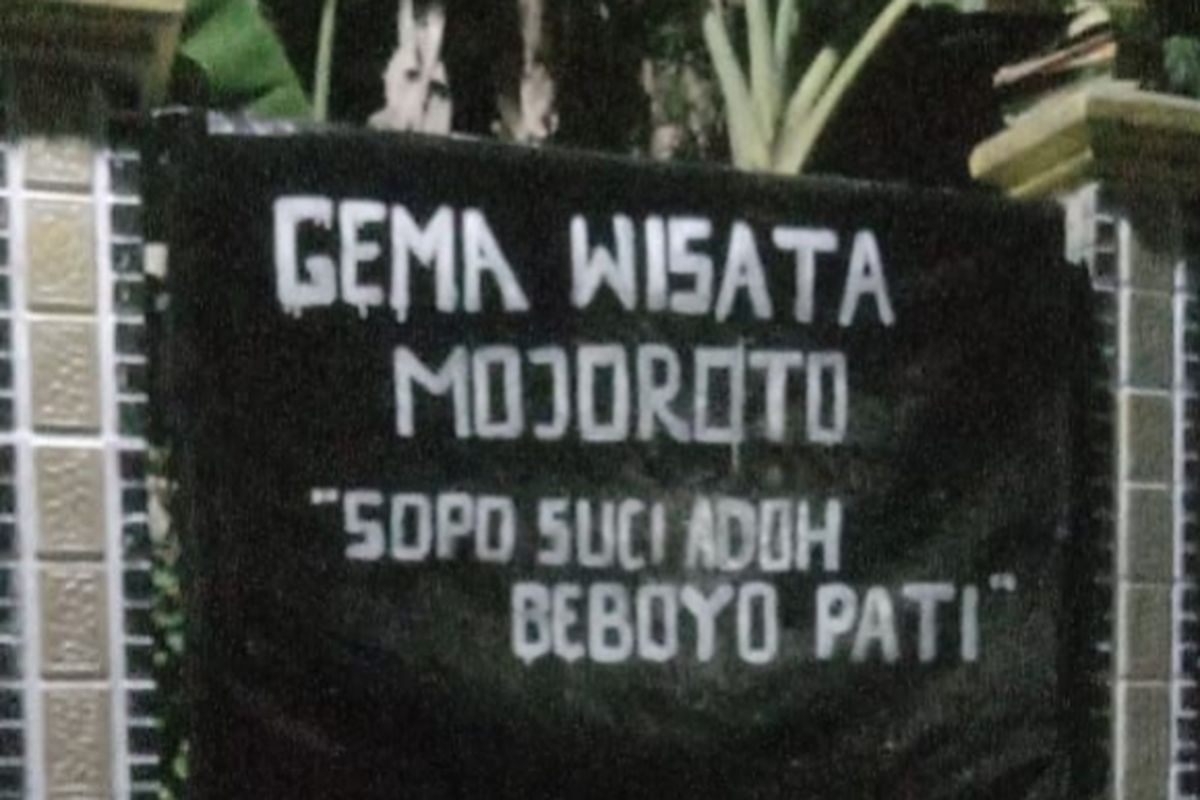 GEMA WISATA
MOJOROTO
"SOPO SUCI ADOH
BEBOYO PATI"